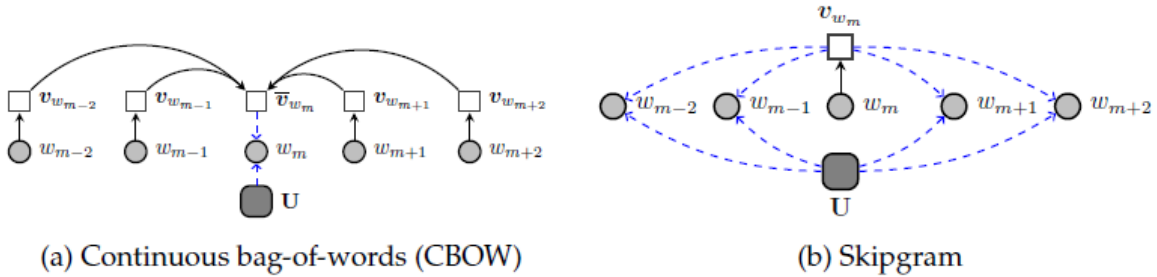 v_{w_{m-2}} v_{w_{m-1}} \overline{v}_{w_m} v_{w_{m+1}} v_{w_{m+2}}
w_{m-2} w_{m-1} w_m w_{m+1} w_{m+2}
U
(a) Continuous bag-of-words (CBOW)
v_{w_m}
w_{m-2} w_{m-1} w_m w_{m+1} w_{m+2}
U
(b) Skipgram